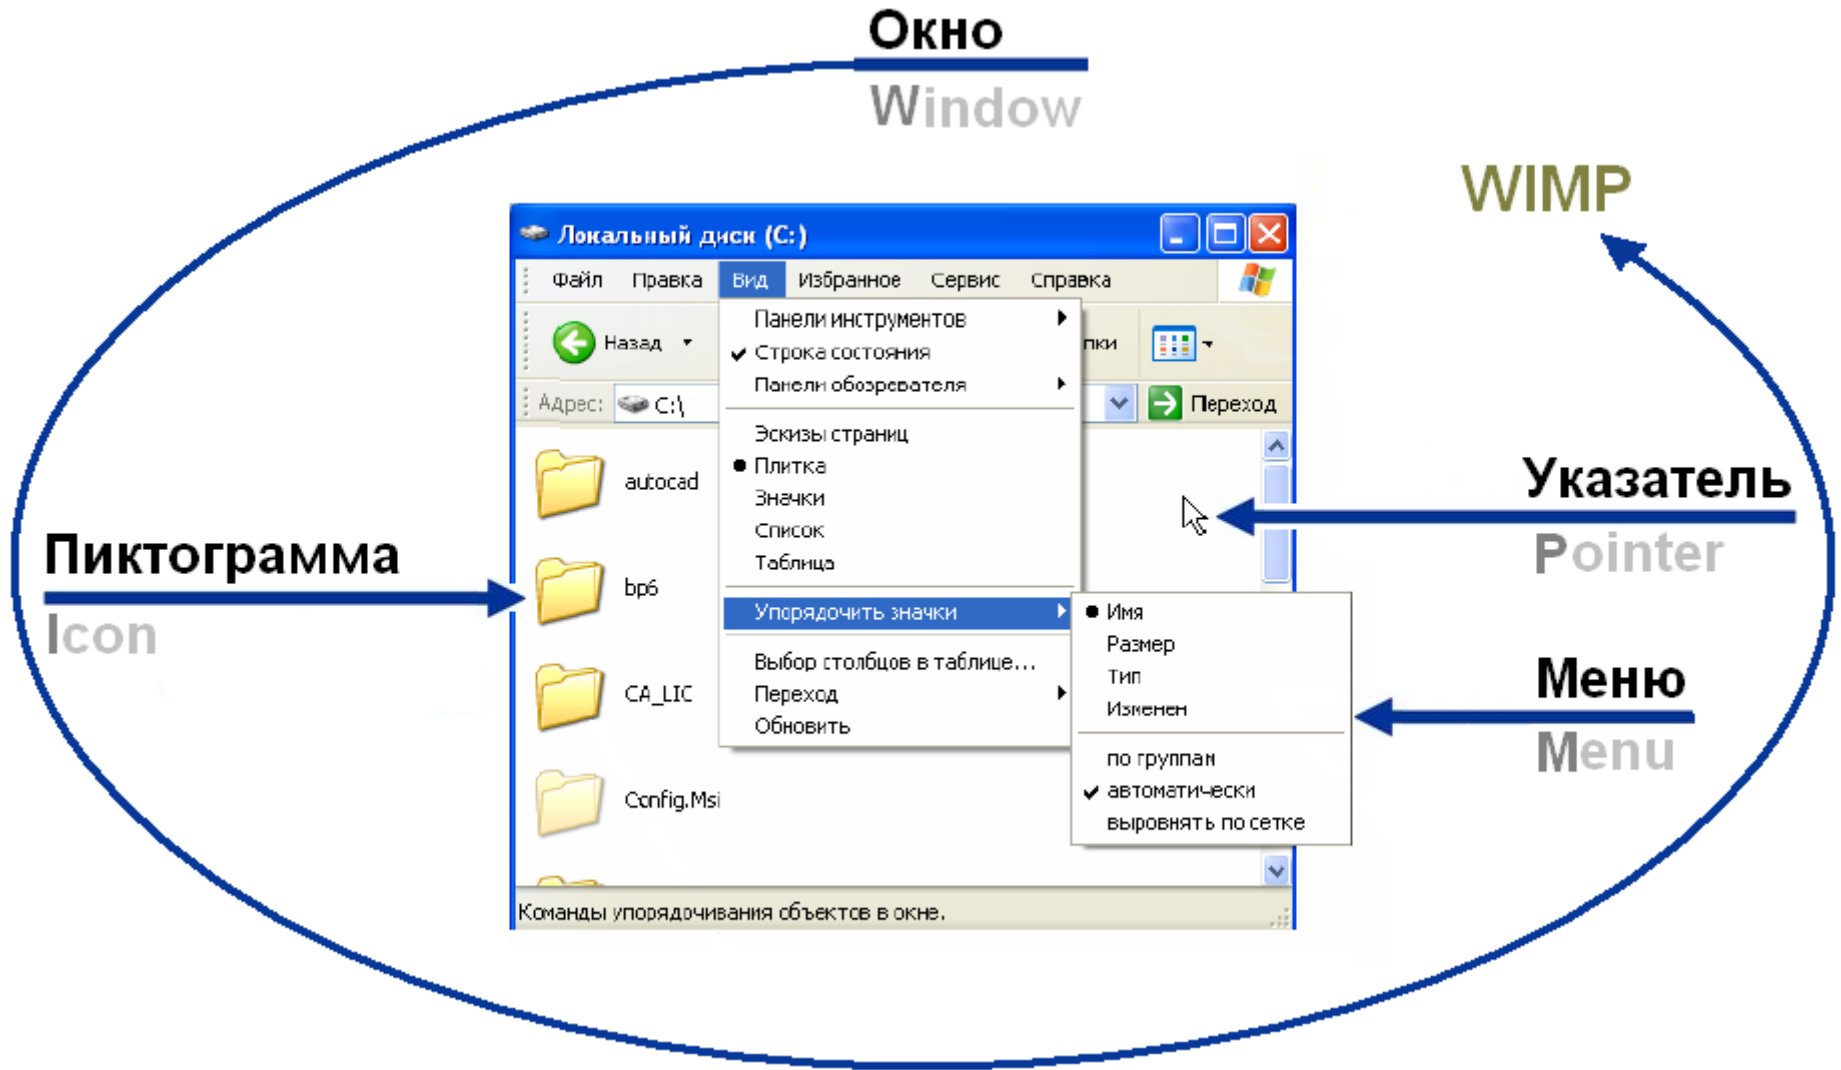 Окно
Window
WIMP
Локальный диск (C:)
Файл Правка Вид Избранное Сервис Справка
Назад
пки
Адрес: C:\
Переход
Панели инструментов
Строка состояния
Панели обозревателя
Эскизы страниц
Плитка
Значки
Список
Таблица
Упорядочить значки
Выбор столбцов в таблице...
Переход
Обновить
Имя
Размер
Тип
Изменен
по группам
автоматически
выровнять по сетке
autocad
bp6
CA_LIC
Config.Msi
Команды упорядочивания объектов в окне.
Пиктограмма
Icon
Указатель
Pointer
Меню
Menu